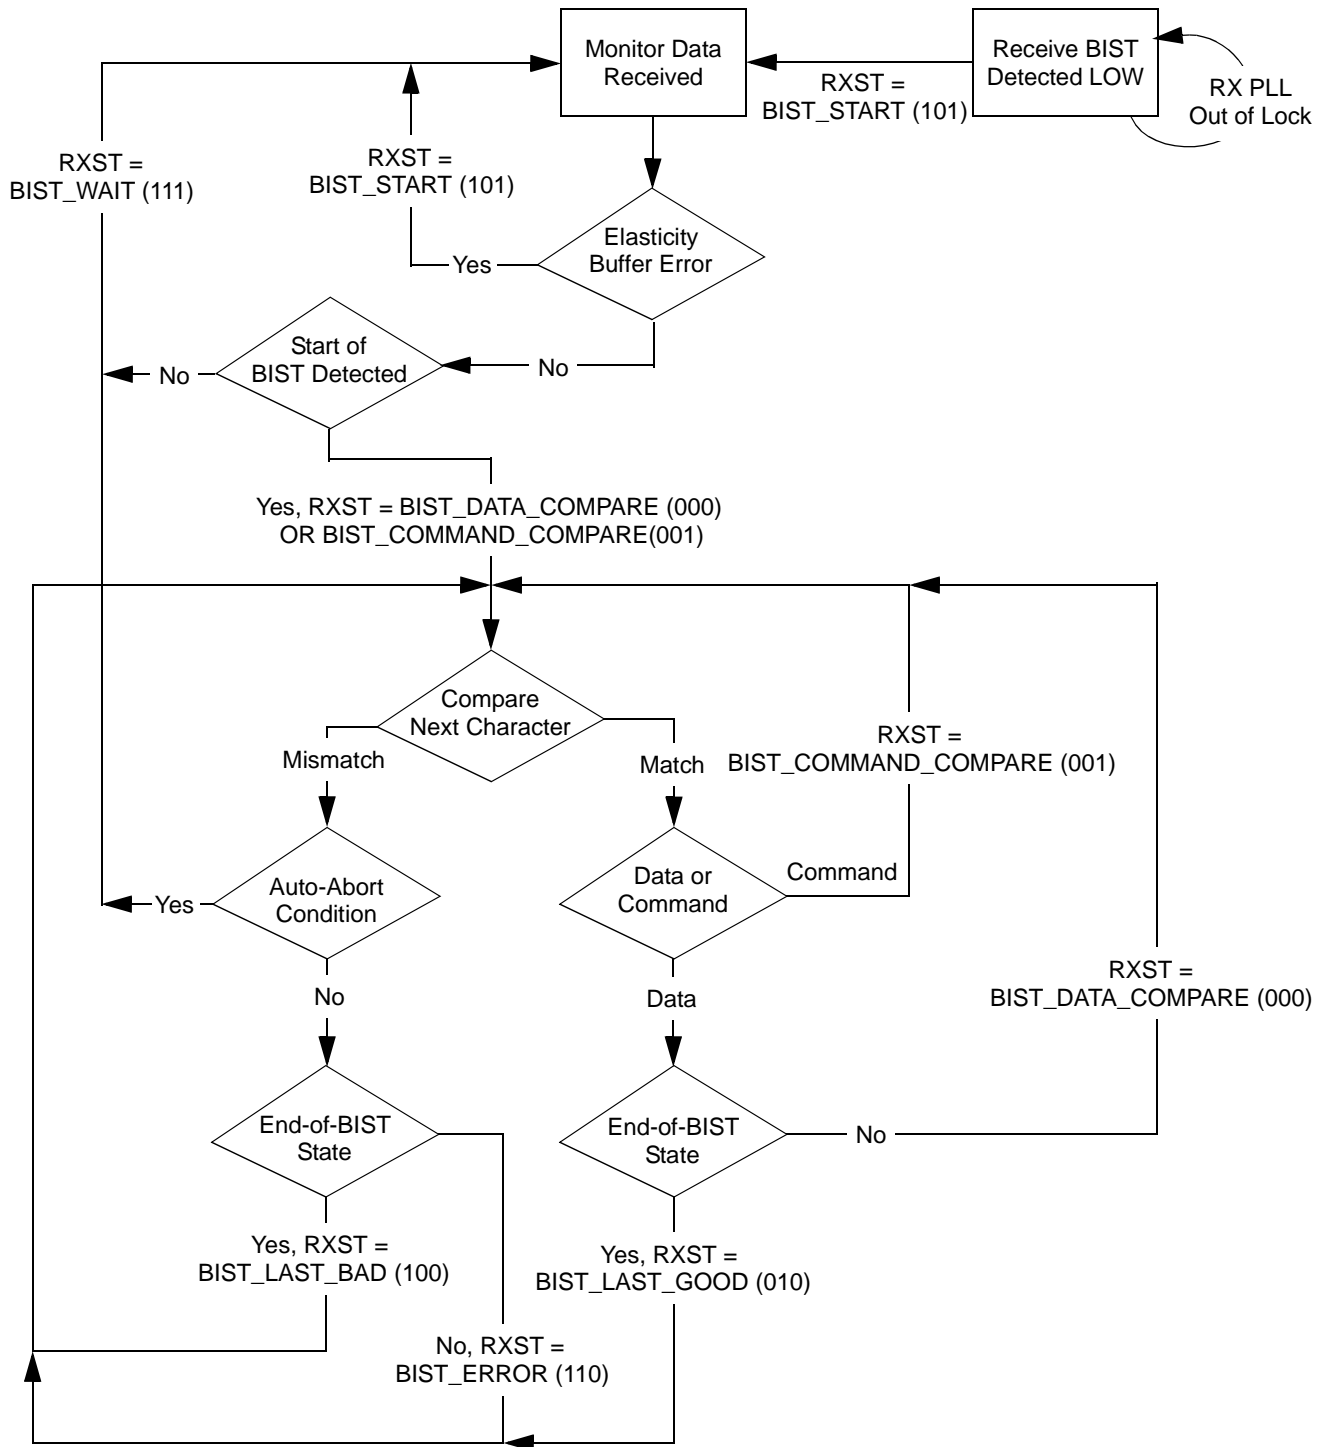 Monitor Data
Received
Receive BIST
Detected LOW
RX PLL
Out of Lock
RXST =
BIST_START (101)
RXST =
BIST_WAIT (111)
RXST =
BIST_START (101)
Elasticity
Buffer Error
Yes
Start of
BIST Detected
No
No
Yes, RXST = BIST_DATA_COMPARE (000)
OR BIST_COMMAND_COMPARE(001)
Compare
Next Character
Mismatch
Match
RXST =
BIST_COMMAND_COMPARE (001)
Auto-Abort
Condition
Yes
Data or
Command
Command
No
Data
RXST =
BIST_DATA_COMPARE (000)
End-of-BIST
State
End-of-BIST
State
No
Yes, RXST =
BIST_LAST_BAD (100)
Yes, RXST =
BIST_LAST_GOOD (010)
No, RXST =
BIST_ERROR (110)